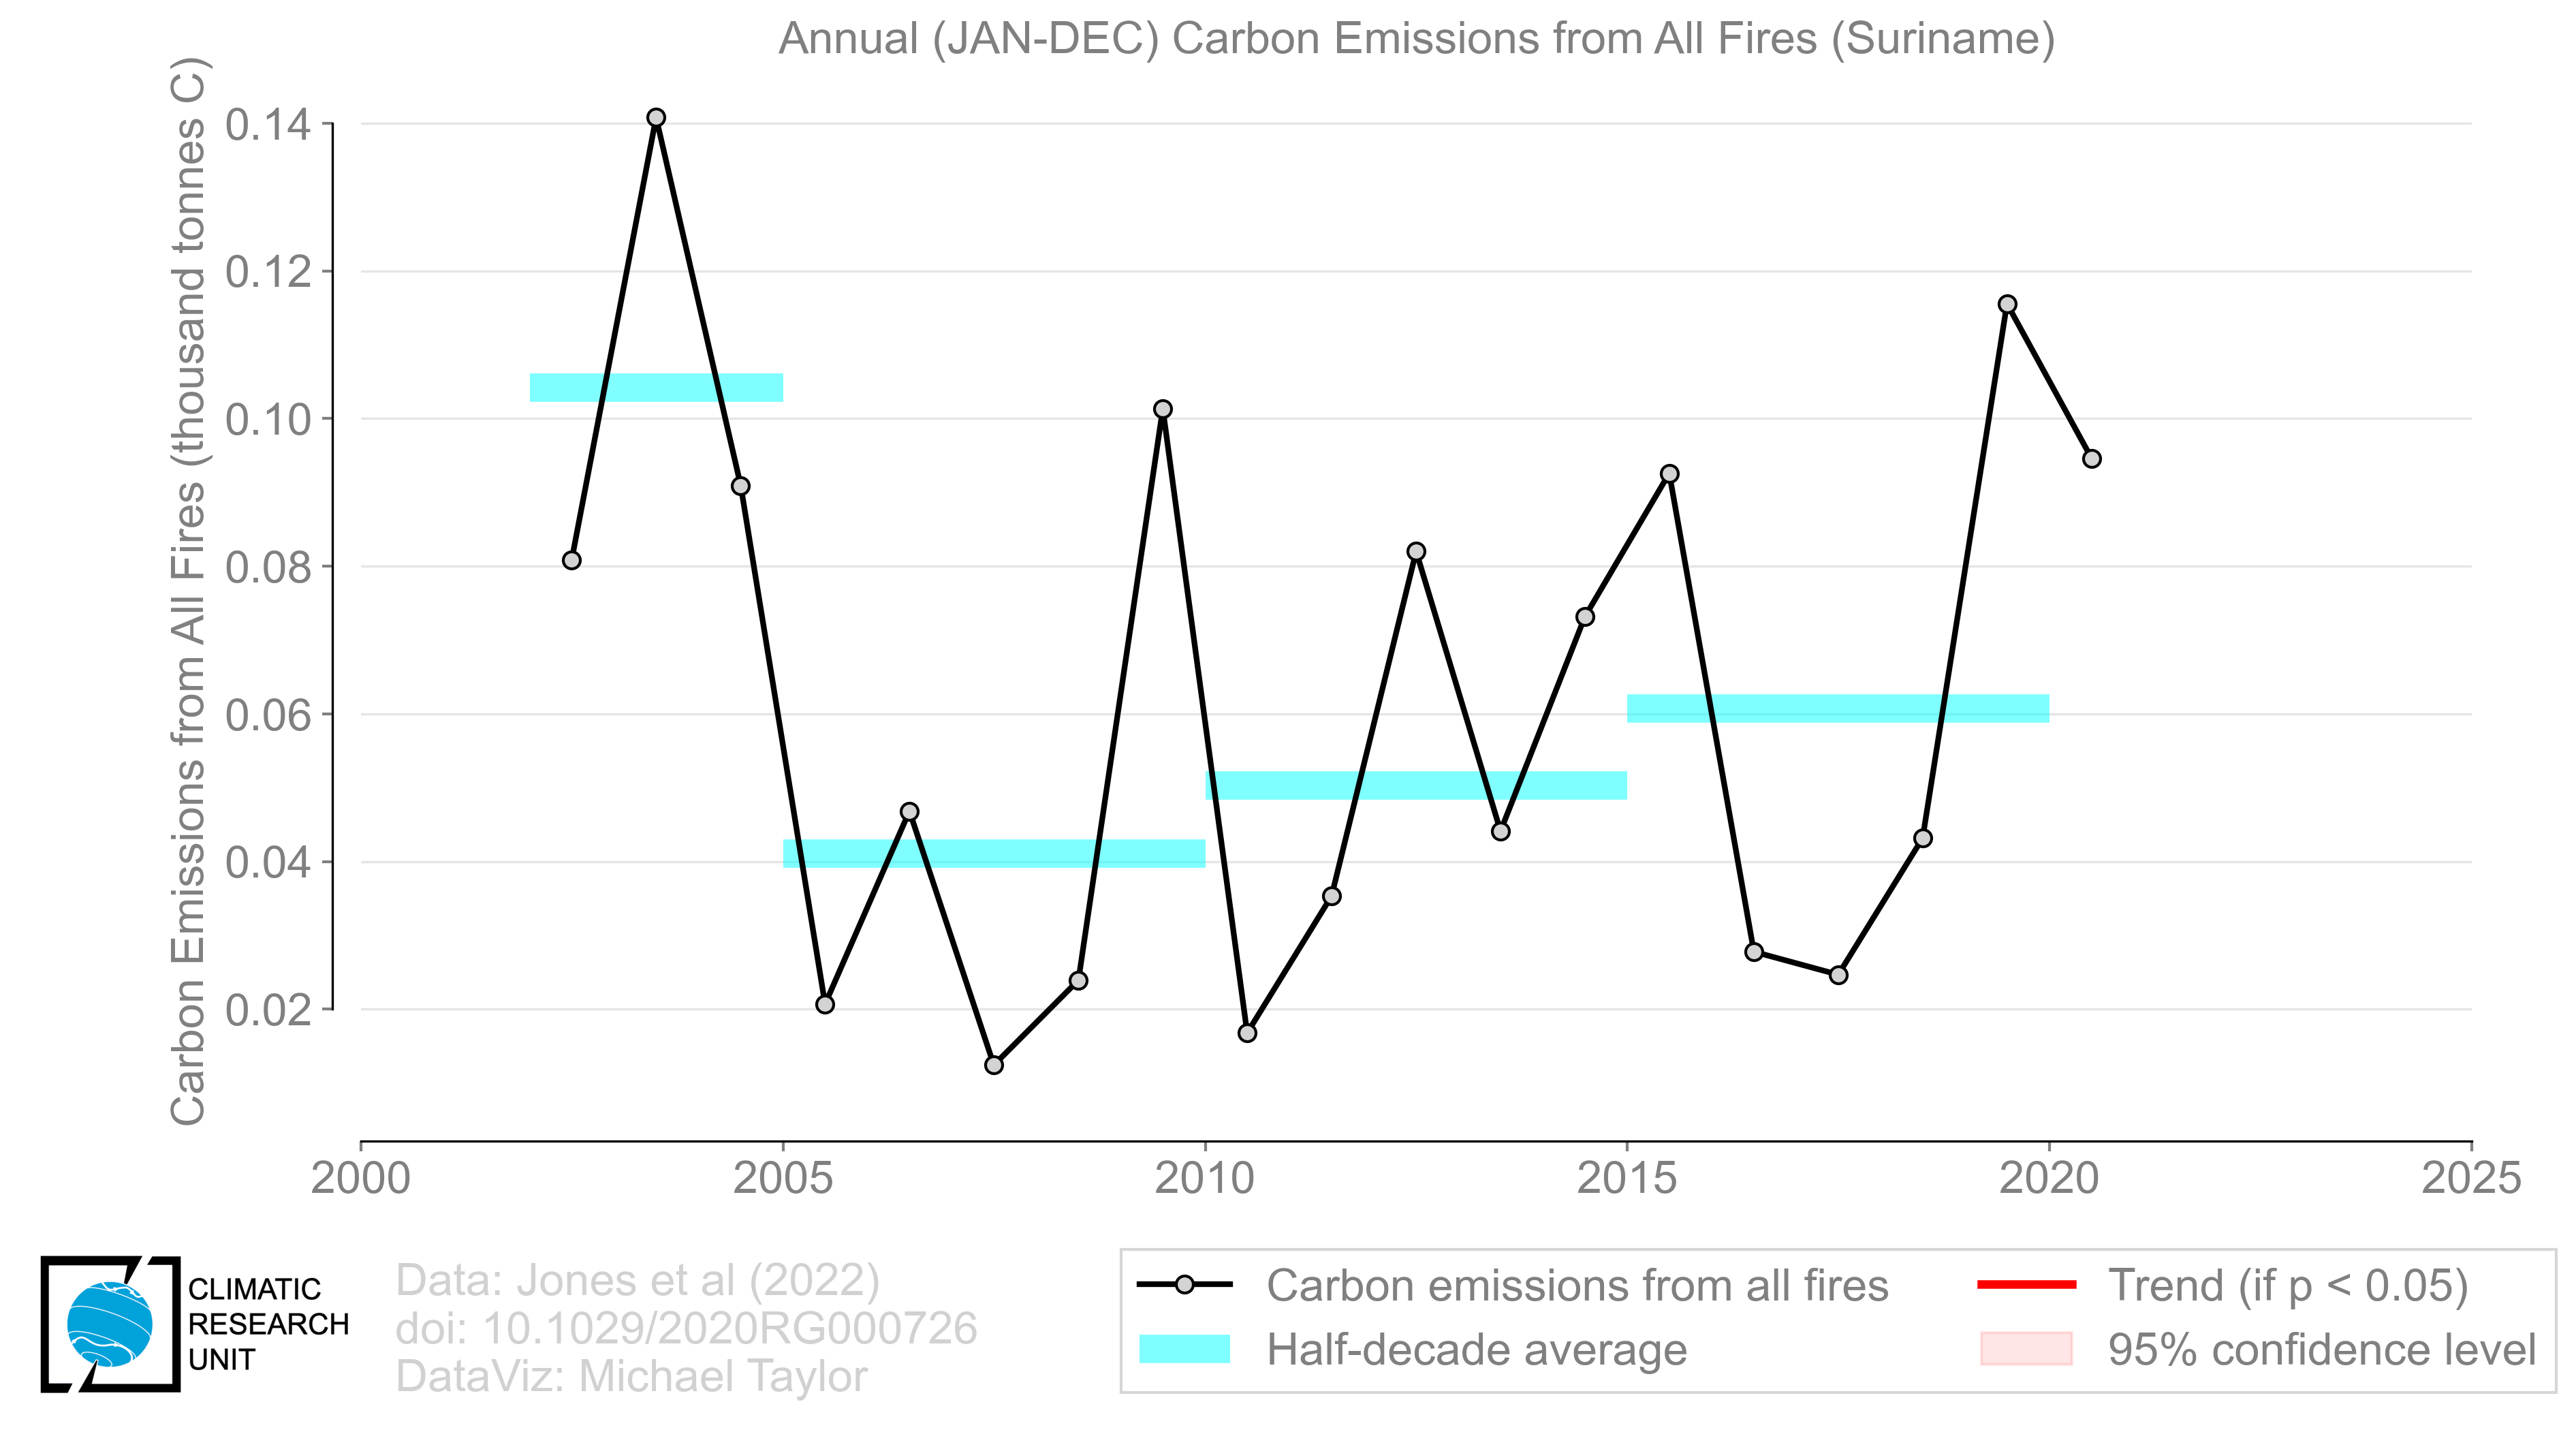 Annual (JAN-DEC) Carbon Emissions from All Fires (Suriname)
Carbon Emissions from All Fires (thousand tonnes C)
0.14
0.12
0.10
0.08
0.06
0.04
0.02
2000
2005
2010
2015
2020
2025
CLIMATIC
RESEARCH
UNIT
Data: Jones et al (2022)
doi: 10.1029/2020RG000726
DataViz: Michael Taylor
Carbon emissions from all fires
Half-decade average
Trend (if p < 0.05)
95% confidence level